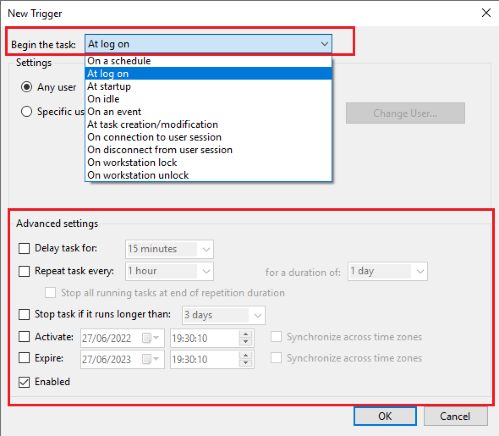 New Trigger
Begin the task: At log on
On a schedule
Settings
At log on
Any user
At startup
On idle
Specific us
On an event
Change User...
At task creation/modification
On connection to user session
On disconnect from user session
On workstation lock
On workstation unlock
Advanced settings
Delay task for: 15 minutes
Repeat task every: 1 hour for a duration of: 1 day
Stop all running tasks at end of repetition duration
Stop task if it runs longer than: 3 days
Activate: 27/06/2022 19:30:10 Synchronize across time zones
Expire: 27/06/2023 19:30:10 Synchronize across time zones
Enabled
OK Cancel